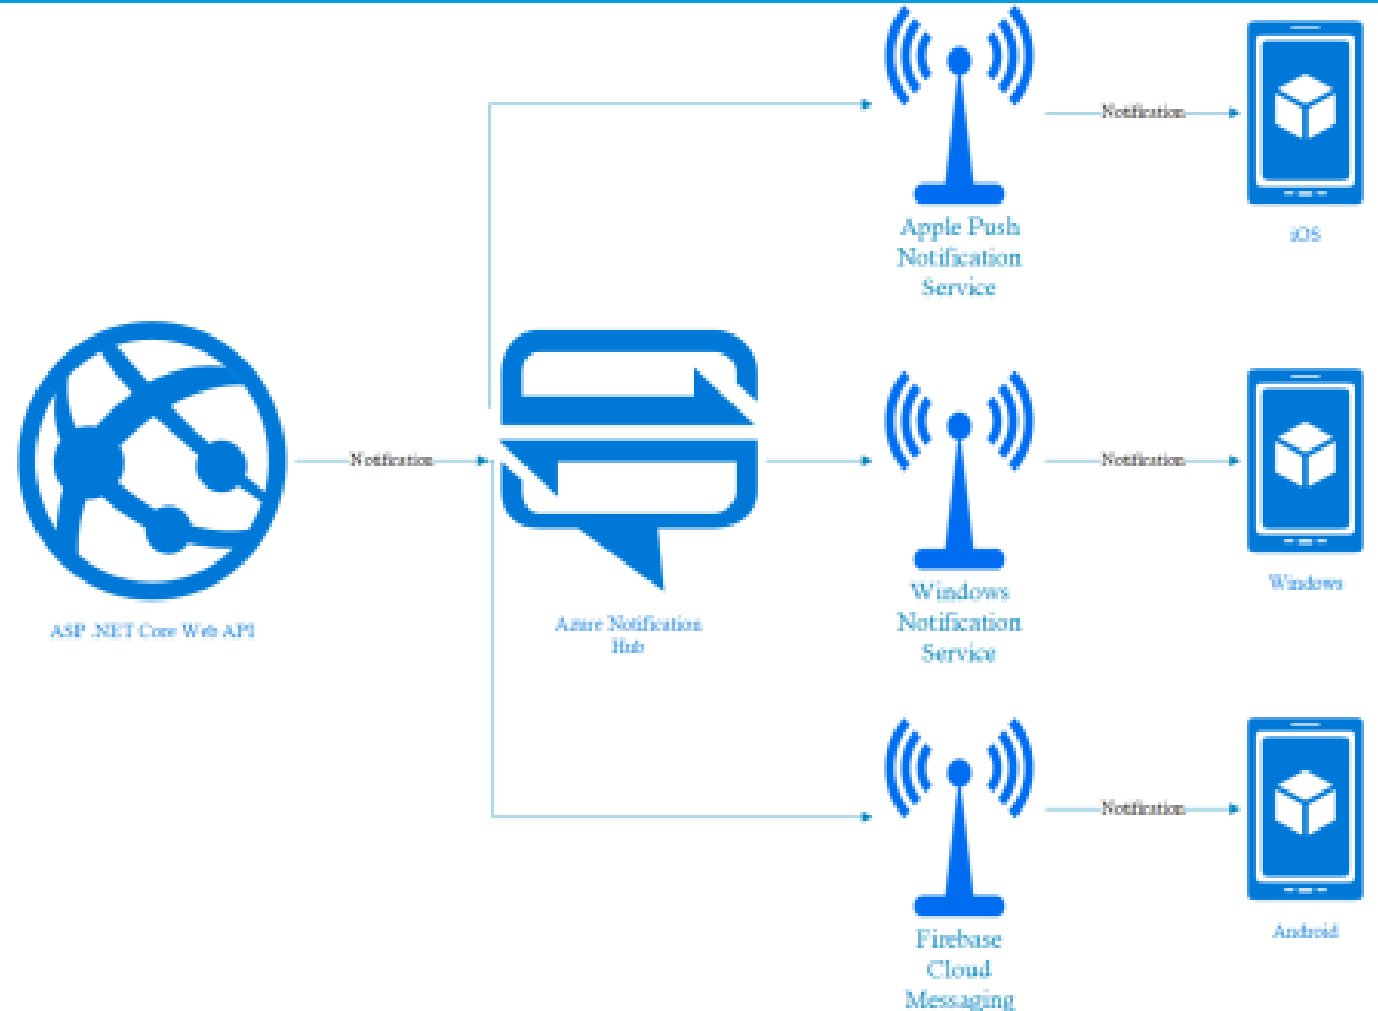 Notification
iOS
Apple Push
Notification
Service
Notification
Notification
Windows
Windows
Notification
Service
ASP .NET Core Web API
Azure Notification
Hub
Notification
Android
Firebase
Cloud
Messaging